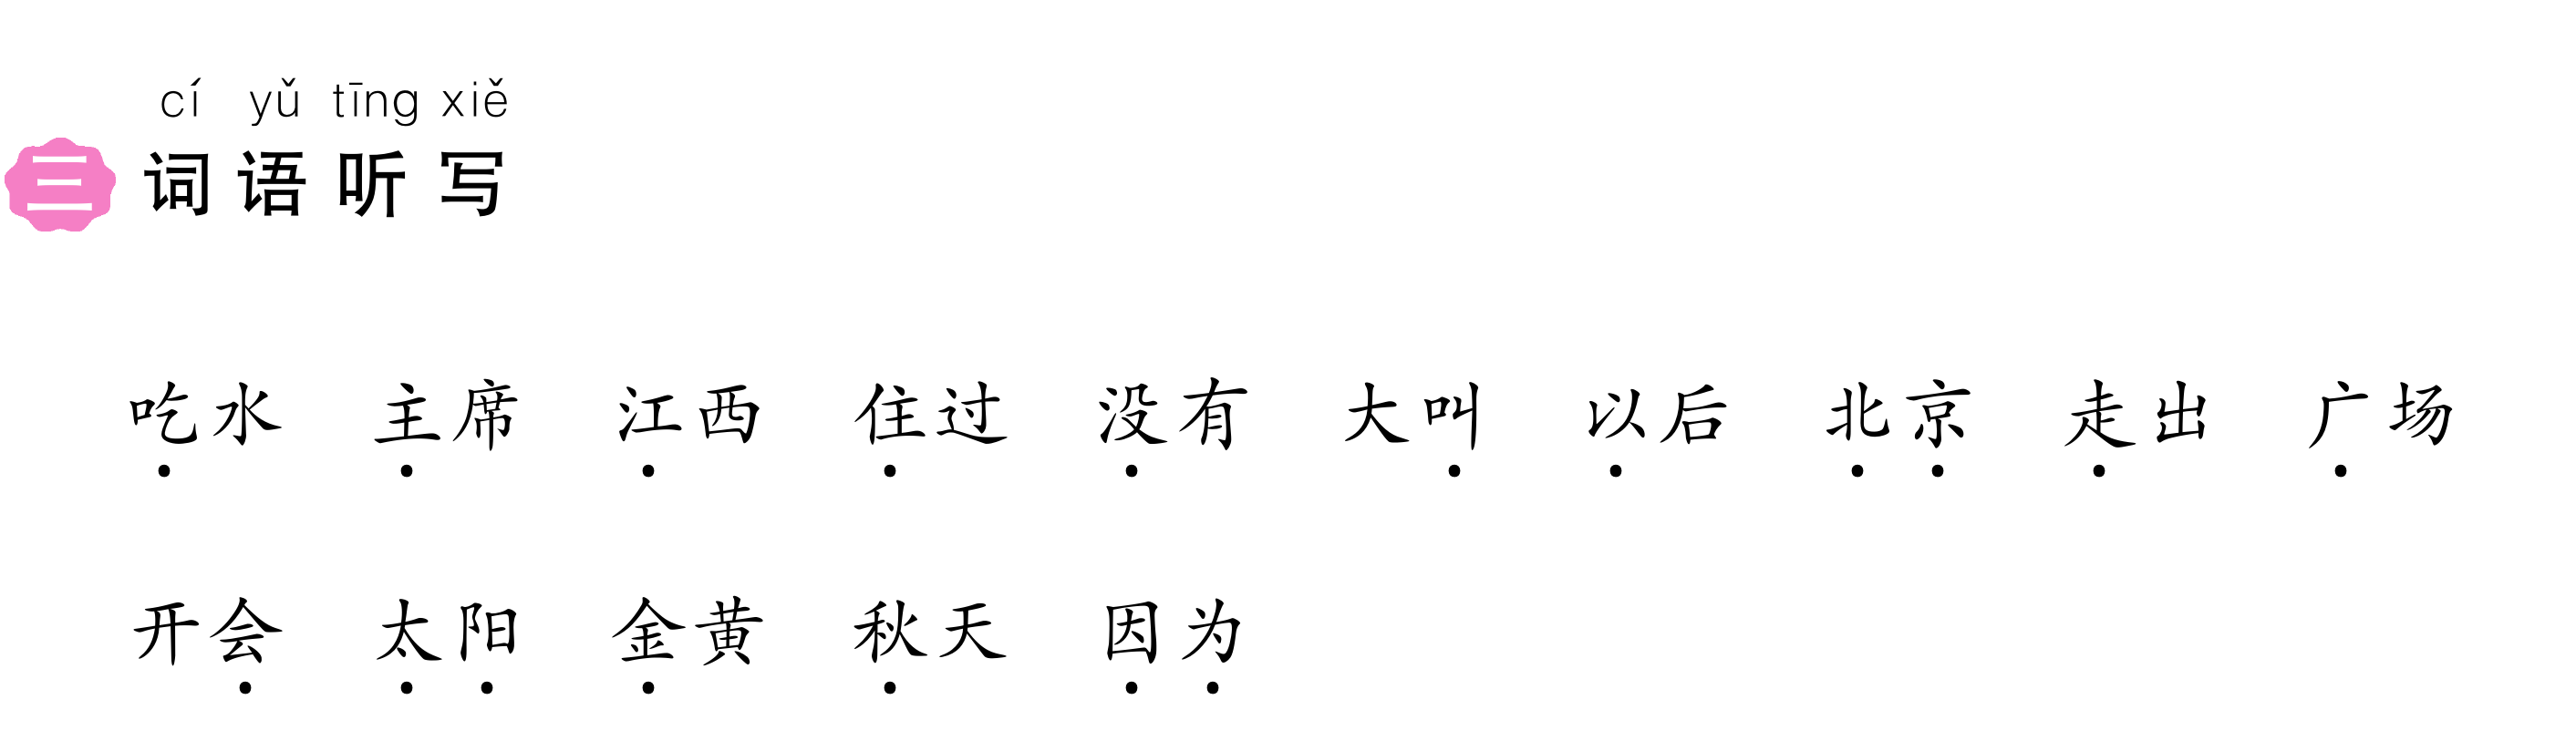 cí yǔ tīng xiě
三 词语听写
吃水 主席 江西 住过 没有 大叫 以后 北京 走出 广场
开会 太阳 金黄 秋天 因为